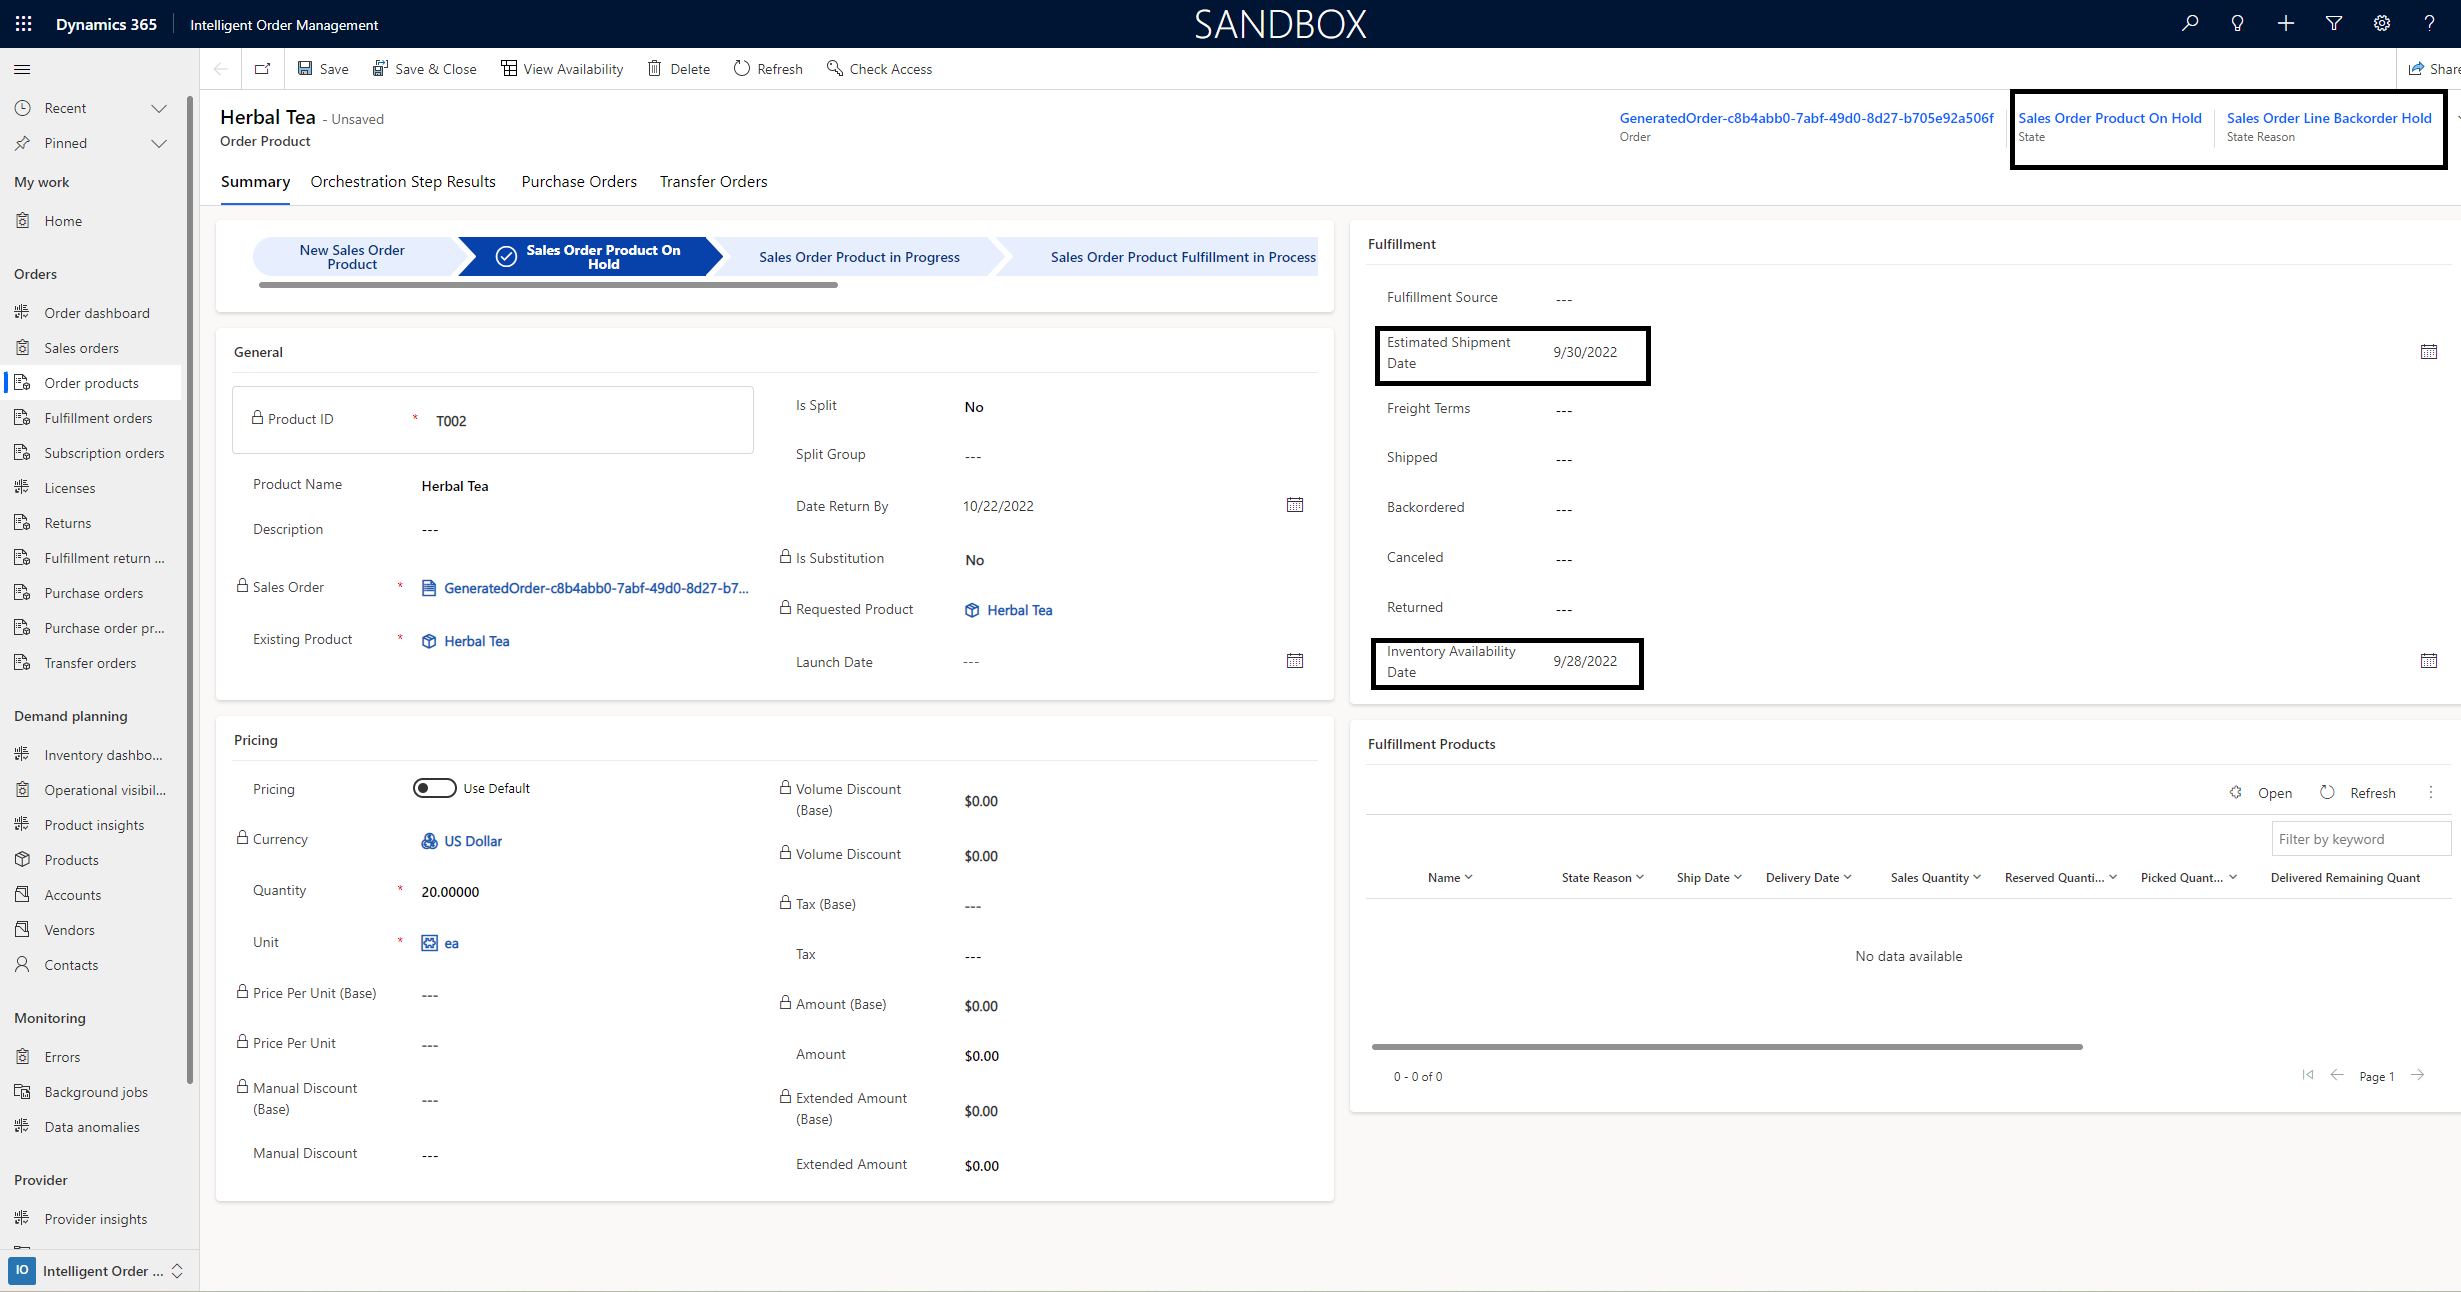 Dynamics 365
Intelligent Order Management
SANDBOX
Save
Save & Close
View Availability
Delete
Refresh
Check Access
Share
Recent
Pinned
My work
Home
Orders
Order dashboard
Sales orders
Order products
Fulfillment orders
Subscription orders
Licenses
Returns
Fulfillment return ...
Purchase orders
Purchase order pr...
Transfer orders
Demand planning
Inventory dashbo...
Operational visibil...
Product insights
Products
Accounts
Vendors
Contacts
Monitoring
Errors
Background jobs
Data anomalies
Provider
Provider insights
IO Intelligent Order ...
Herbal Tea - Unsaved
Order Product
GeneratedOrder-c8b4abb0-7abf-49d0-8d27-b705e92a506f
Order
Sales Order Product On Hold
State
Sales Order Line Backorder Hold
State Reason
Summary
Orchestration Step Results
Purchase Orders
Transfer Orders
New Sales Order
Product
Sales Order Product On
Hold
Sales Order Product in Progress
Sales Order Product Fulfillment in Process
General
Product ID * T002
Product Name Herbal Tea
Description ---
Sales Order * GeneratedOrder-c8b4abb0-7abf-49d0-8d27-b7...
Existing Product * Herbal Tea
Is Split No
Split Group ---
Date Return By 10/22/2022
Is Substitution No
Requested Product Herbal Tea
Launch Date ---
Pricing
Pricing Use Default
Currency US Dollar
Quantity * 20.00000
Unit * ea
Price Per Unit (Base) ---
Price Per Unit ---
Manual Discount
(Base) ---
Manual Discount ---
Volume Discount
(Base) $0.00
Volume Discount $0.00
Tax (Base) ---
Tax ---
Amount (Base) $0.00
Amount $0.00
Extended Amount
(Base) $0.00
Extended Amount $0.00
Fulfillment
Fulfillment Source ---
Estimated Shipment
Date 9/30/2022
Freight Terms ---
Shipped ---
Backordered ---
Canceled ---
Returned ---
Inventory Availability
Date 9/28/2022
Fulfillment Products
Open
Refresh
Filter by keyword
Name
State Reason
Ship Date
Delivery Date
Sales Quantity
Reserved Quanti...
Picked Quant...
Delivered Remaining Quant
No data available
0 - 0 of 0
Page 1